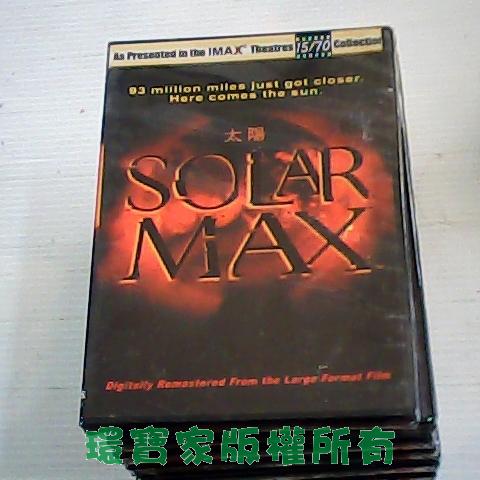 As Presented in the IMAX® Theatres 15/70 Collection
93 million miles just got closer.
Here comes the sun.
太陽
SOLAR
MAX
Digitally Remastered From the Large Format Film
環寶家版權所有